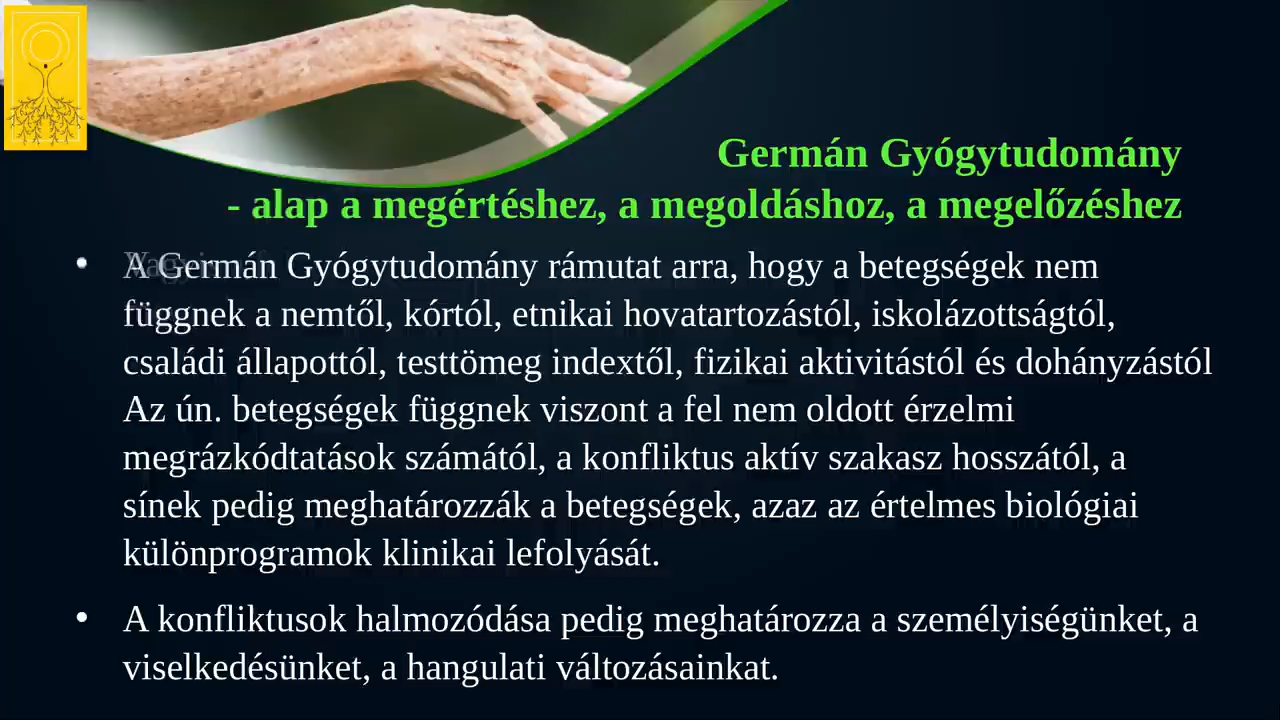 Germán Gyógytudomány
- alap a megértéshez, a megoldáshoz, a megelőzéshez
• A Germán Gyógytudomány rámutat arra, hogy a betegségek nem
függnek a nemtől, kórtól, etnikai hovatartozástól, iskolázottságtól,
családi állapottól, testtömeg indextől, fizikai aktivitástól és dohányzástól
Az ún. betegségek függnek viszont a fel nem oldott érzelmi
megrázkódtatások számától, a konfliktus aktív szakasz hosszától, a
sínek pedig meghatározzák a betegségek, azaz az értelmes biológiai
különprogramok klinikai lefolyását.
• A konfliktusok halmozódása pedig meghatározza a személyiségünket, a
viselkedésünket, a hangulati változásainkat.